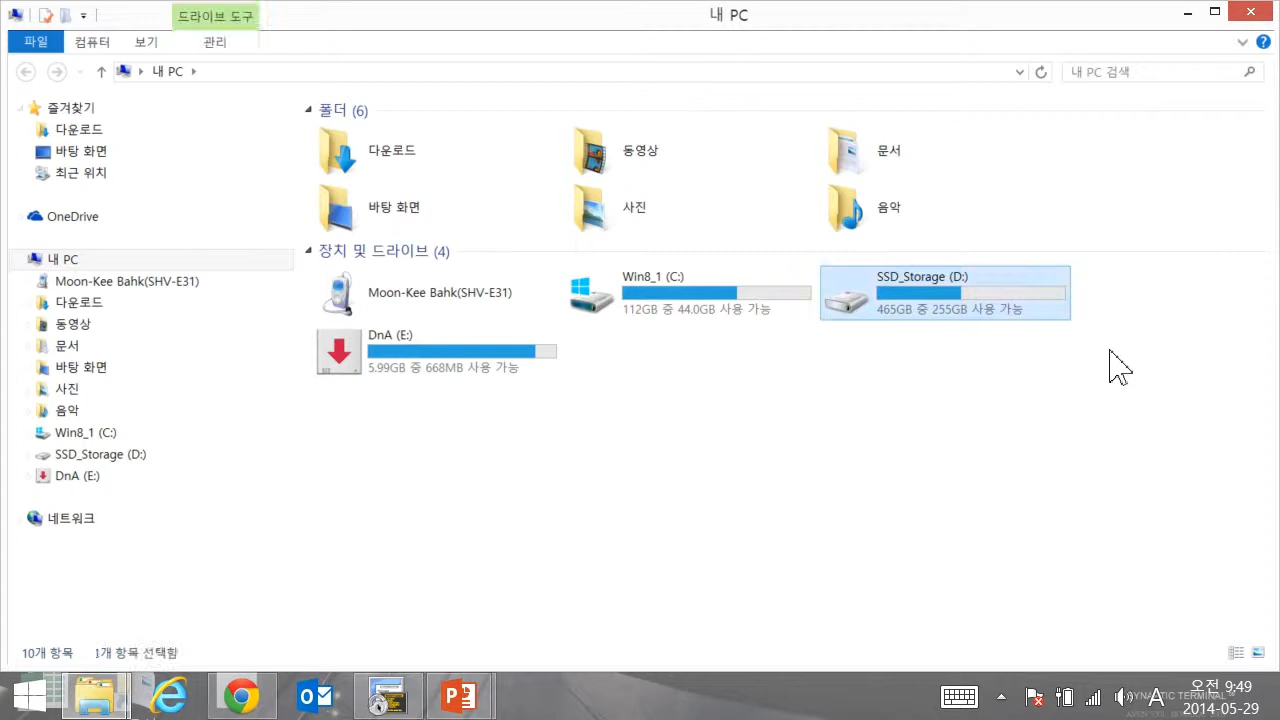 드라이브 도구
내 PC
파일
컴퓨터
보기
관리
내 PC
내 PC 검색
즐겨찾기
다운로드
바탕 화면
최근 위치
OneDrive
내 PC
Moon-Kee Bahk(SHV-E31)
다운로드
동영상
문서
바탕 화면
사진
음악
Win8_1 (C:)
SSD_Storage (D:)
DnA (E:)
네트워크
폴더 (6)
다운로드
동영상
문서
바탕 화면
사진
음악
장치 및 드라이브 (4)
Moon-Kee Bahk(SHV-E31)
Win8_1 (C:)
112GB 중 44.0GB 사용 가능
SSD_Storage (D:)
465GB 중 255GB 사용 가능
DnA (E:)
5.99GB 중 668MB 사용 가능
10개 항목
1개 항목 선택함
A
오전 9:49
2014-05-29